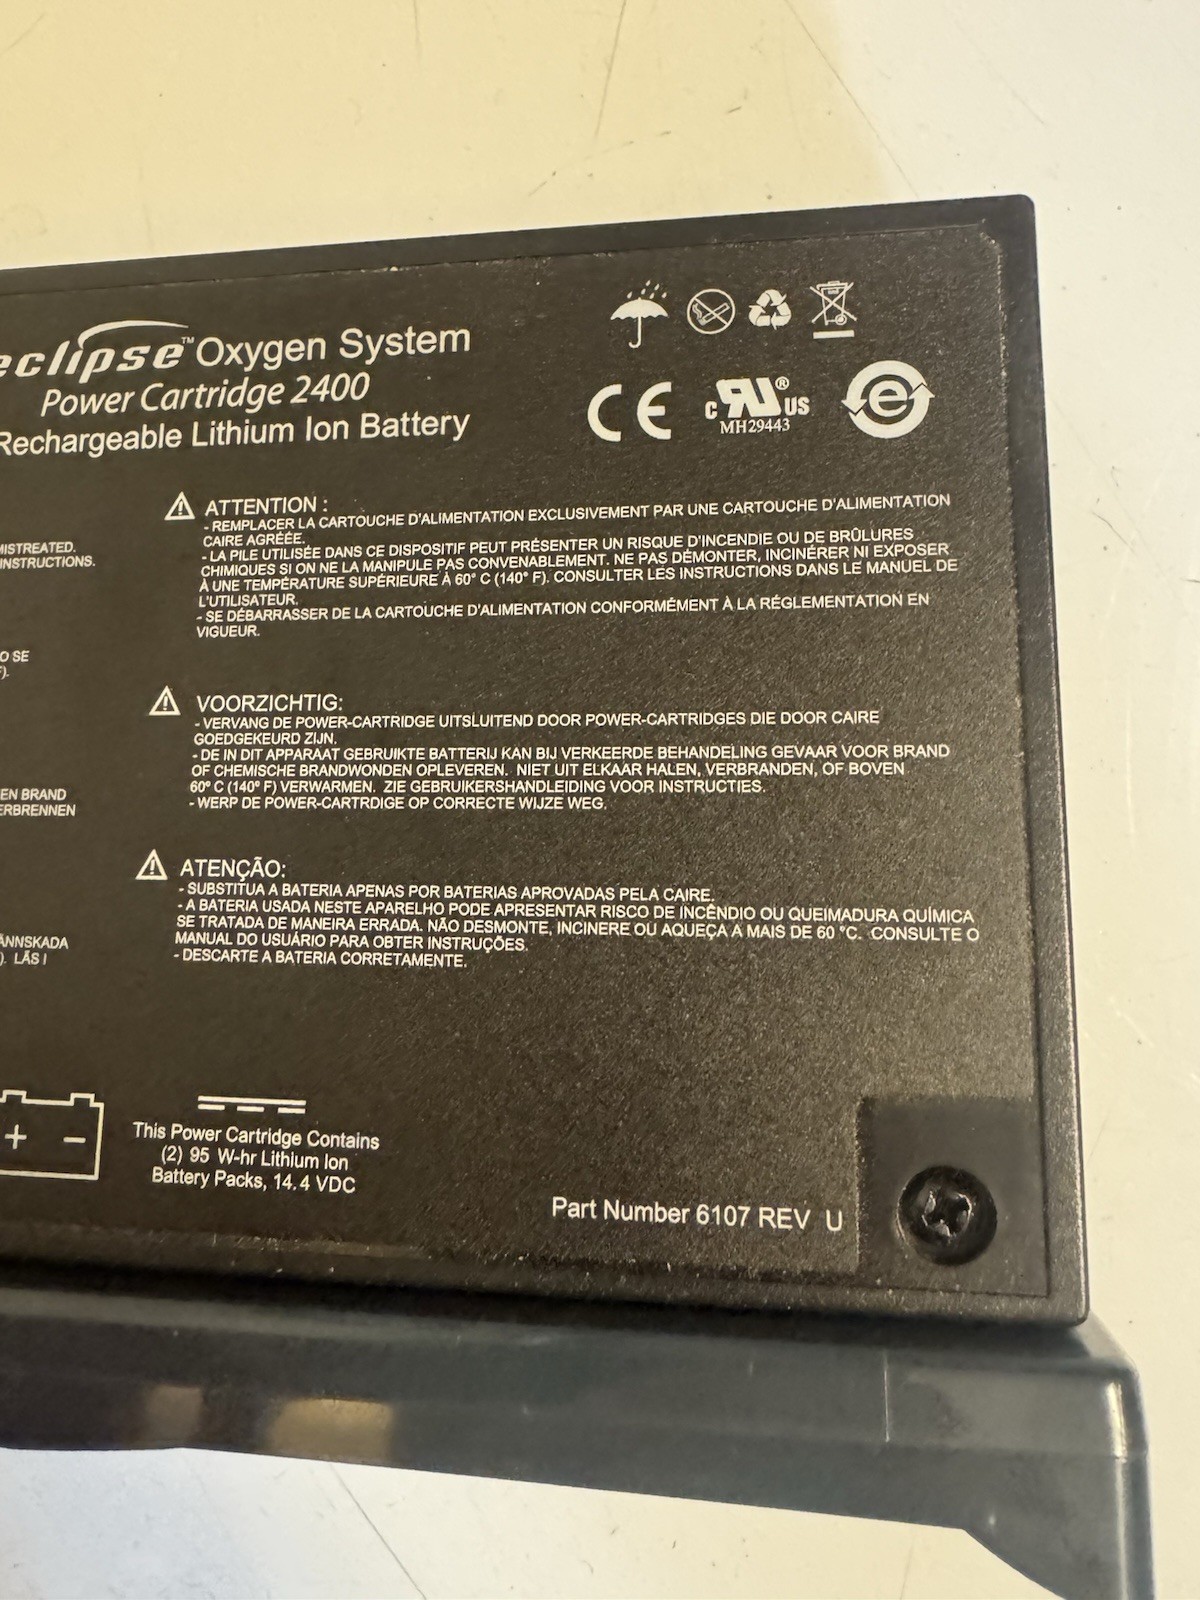 eclipse™ Oxygen System
Power Cartridge 2400
Rechargeable Lithium Ion Battery
CE
c RU® US
MH29443
e
MISTREATED.
INSTRUCTIONS.
O SE
F).
EN BRAND
ERBRENNEN
ÄNNSKADA
). LÄS I
ATTENTION :
- REMPLACER LA CARTOUCHE D'ALIMENTATION EXCLUSIVEMENT PAR UNE CARTOUCHE D'ALIMENTATION
CAIRE AGRÉÉE.
- LA PILE UTILISÉE DANS CE DISPOSITIF PEUT PRÉSENTER UN RISQUE D'INCENDIE OU DE BRÛLURES
CHIMIQUES SI ON NE LA MANIPULE PAS CONVENABLEMENT. NE PAS DÉMONTER, INCINÉRER NI EXPOSER
À UNE TEMPÉRATURE SUPÉRIEURE À 60° C (140° F). CONSULTER LES INSTRUCTIONS DANS LE MANUEL DE
L'UTILISATEUR.
- SE DÉBARRASSER DE LA CARTOUCHE D'ALIMENTATION CONFORMÉMENT À LA RÉGLEMENTATION EN
VIGUEUR.
VOORZICHTIG:
- VERVANG DE POWER-CARTRIDGE UITSLUITEND DOOR POWER-CARTRIDGES DIE DOOR CAIRE
GOEDGEKEURD ZIJN.
- DE IN DIT APPARAAT GEBRUIKTE BATTERIJ KAN BIJ VERKEERDE BEHANDELING GEVAAR VOOR BRAND
OF CHEMISCHE BRANDWONDEN OPLEVEREN. NIET UIT ELKAAR HALEN, VERBRANDEN, OF BOVEN
60° C (140° F) VERWARMEN. ZIE GEBRUIKERSHANDLEIDING VOOR INSTRUCTIES.
- WERP DE POWER-CARTRDIGE OP CORRECTE WIJZE WEG.
ATENÇÃO:
- SUBSTITUA A BATERIA APENAS POR BATERIAS APROVADAS PELA CAIRE.
- A BATERIA USADA NESTE APARELHO PODE APRESENTAR RISCO DE INCÊNDIO OU QUEIMADURA QUÍMICA
SE TRATADA DE MANEIRA ERRADA. NÃO DESMONTE, INCINERE OU AQUEÇA A MAIS DE 60 °C. CONSULTE O
MANUAL DO USUÁRIO PARA OBTER INSTRUÇÕES.
- DESCARTE A BATERIA CORRETAMENTE.
+ −
This Power Cartridge Contains
(2) 95 W-hr Lithium Ion
Battery Packs, 14.4 VDC
Part Number 6107 REV U